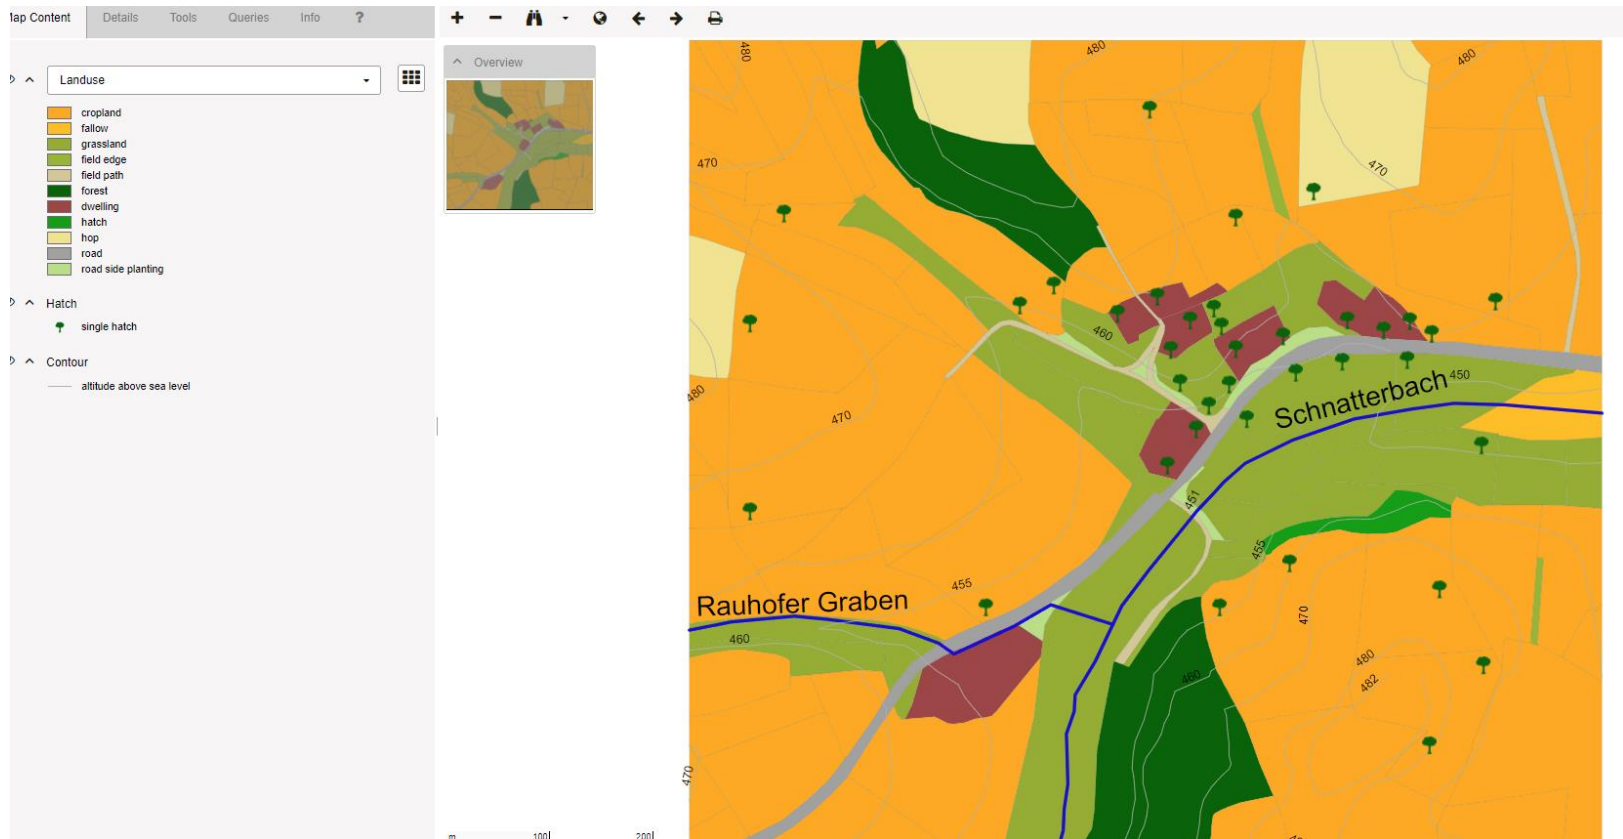 Map Content Details Tools Queries Info ?
Overview
Landuse
cropland
fallow
grassland
field edge
field path
forest
dwelling
hatch
hop
road
road side planting
Hatch
single hatch
Contour
altitude above sea level
480
480
480
470
470
460
480
470
Schnatterbach
450
451
455
455
Rauhofer Graben
460
470
480
460
482
470
m 100 200